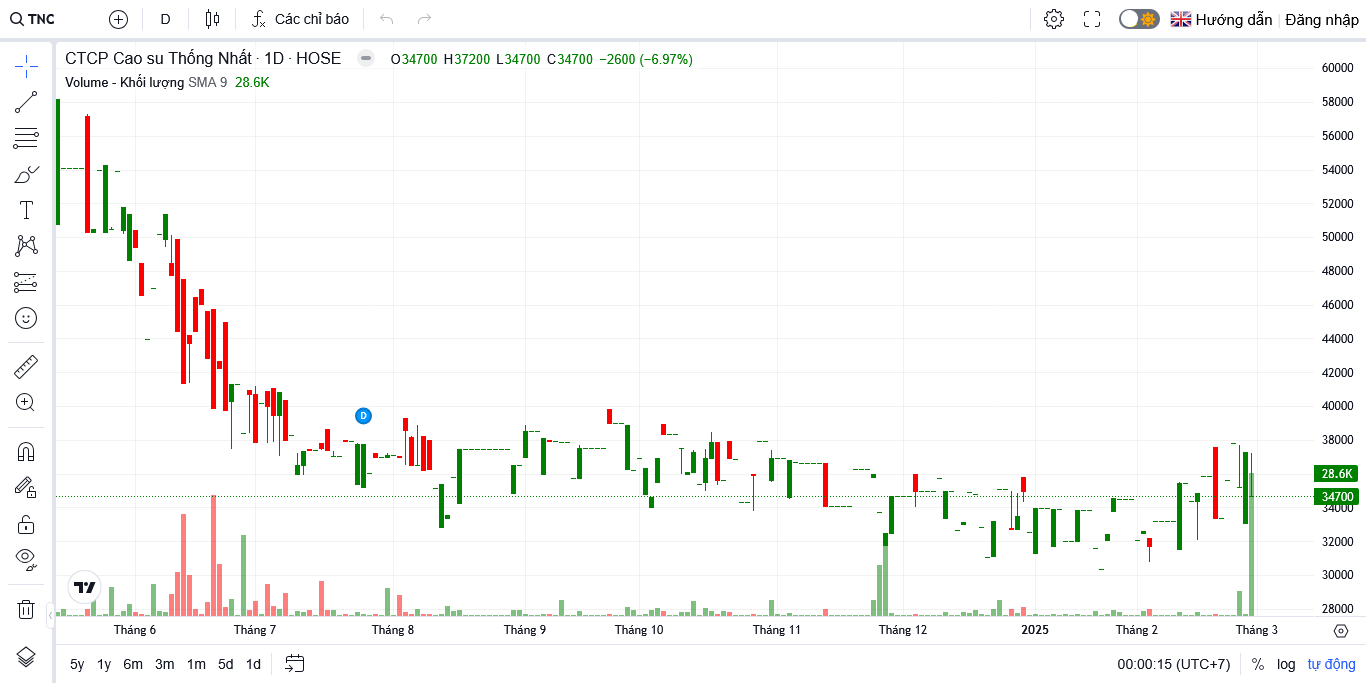 TNC D Các chỉ báo Hướng dẫn Đăng nhập
CTCP Cao su Thống Nhất · 1D · HOSE O34700 H37200 L34700 C34700 −2600 (−6.97%)
Volume - Khối lượng SMA 9 28.6K
60000
58000
56000
54000
52000
50000
48000
46000
44000
42000
40000
38000
28.6K
34700
34000
32000
30000
28000
D
Tháng 6 Tháng 7 Tháng 8 Tháng 9 Tháng 10 Tháng 11 Tháng 12 2025 Tháng 2 Tháng 3
5y 1y 6m 3m 1m 5d 1d 00:00:15 (UTC+7) % log tự động